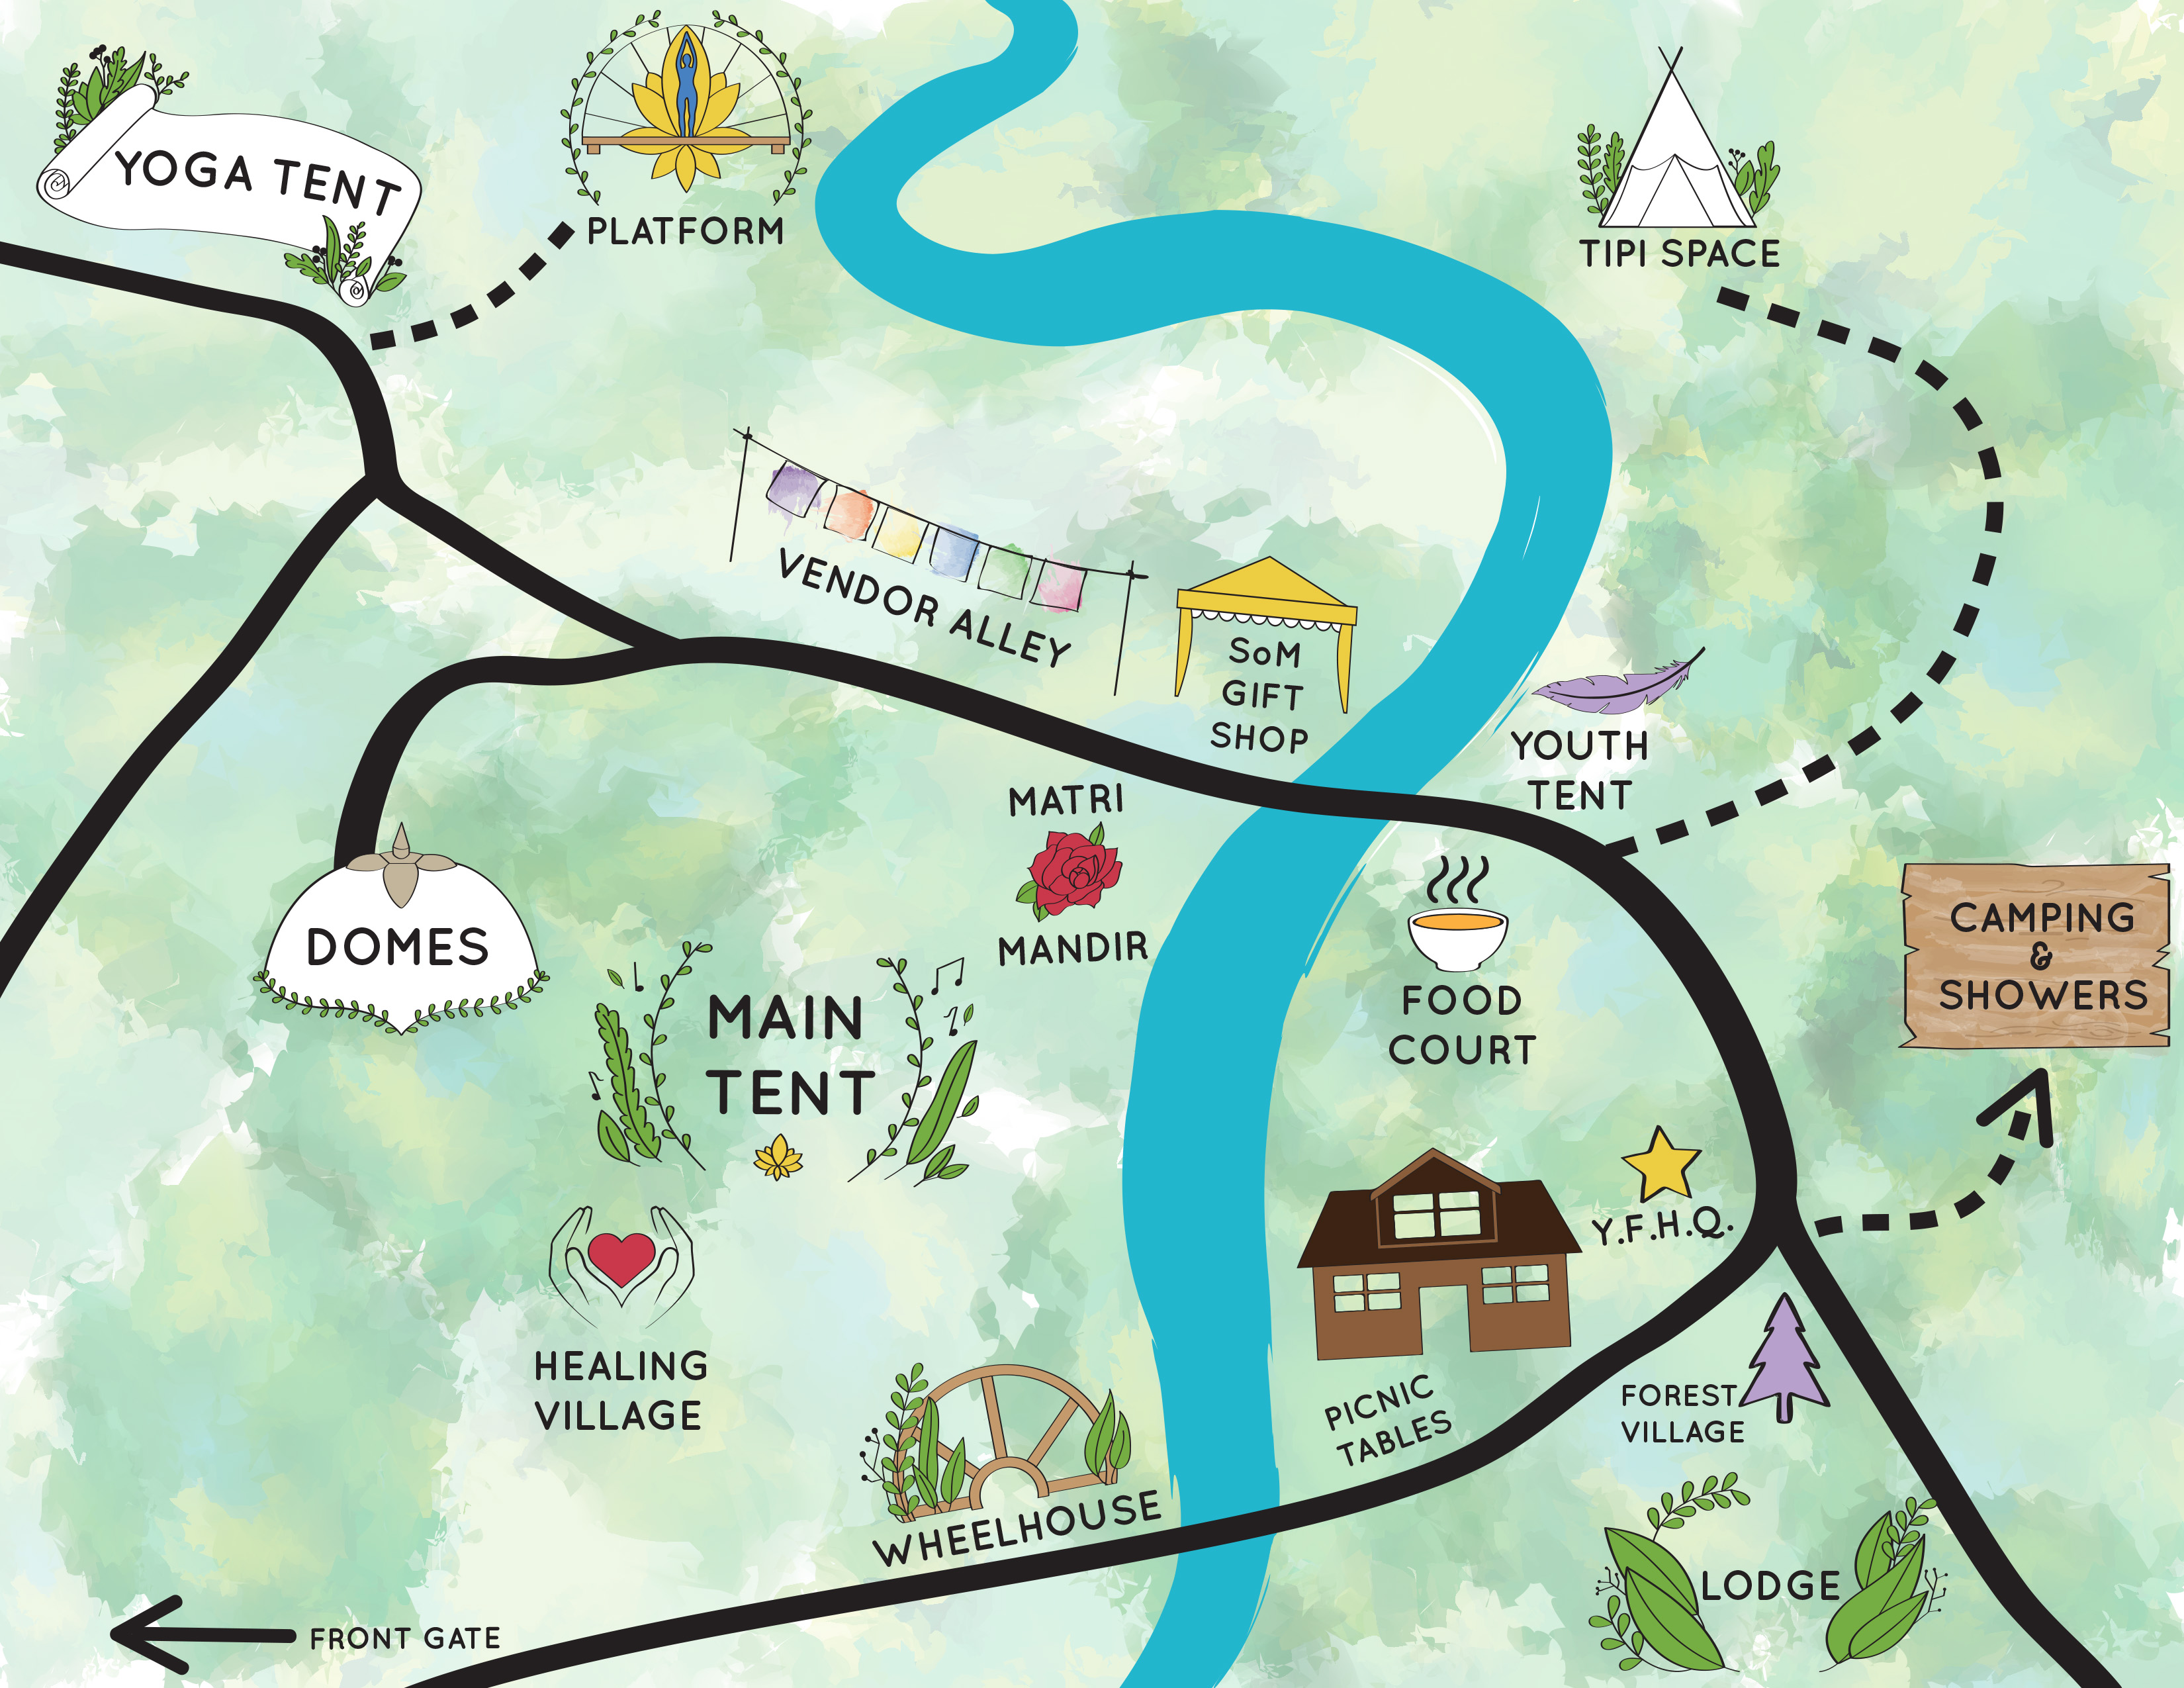 YOGA TENT
PLATFORM
TIPI SPACE
VENDOR ALLEY
SoM
GIFT
SHOP
YOUTH
TENT
MATRI
MANDIR
DOMES
MAIN
TENT
FOOD
COURT
CAMPING
&
SHOWERS
Y.F.H.Q.
HEALING
VILLAGE
PICNIC
TABLES
FOREST
VILLAGE
WHEELHOUSE
LODGE
FRONT GATE